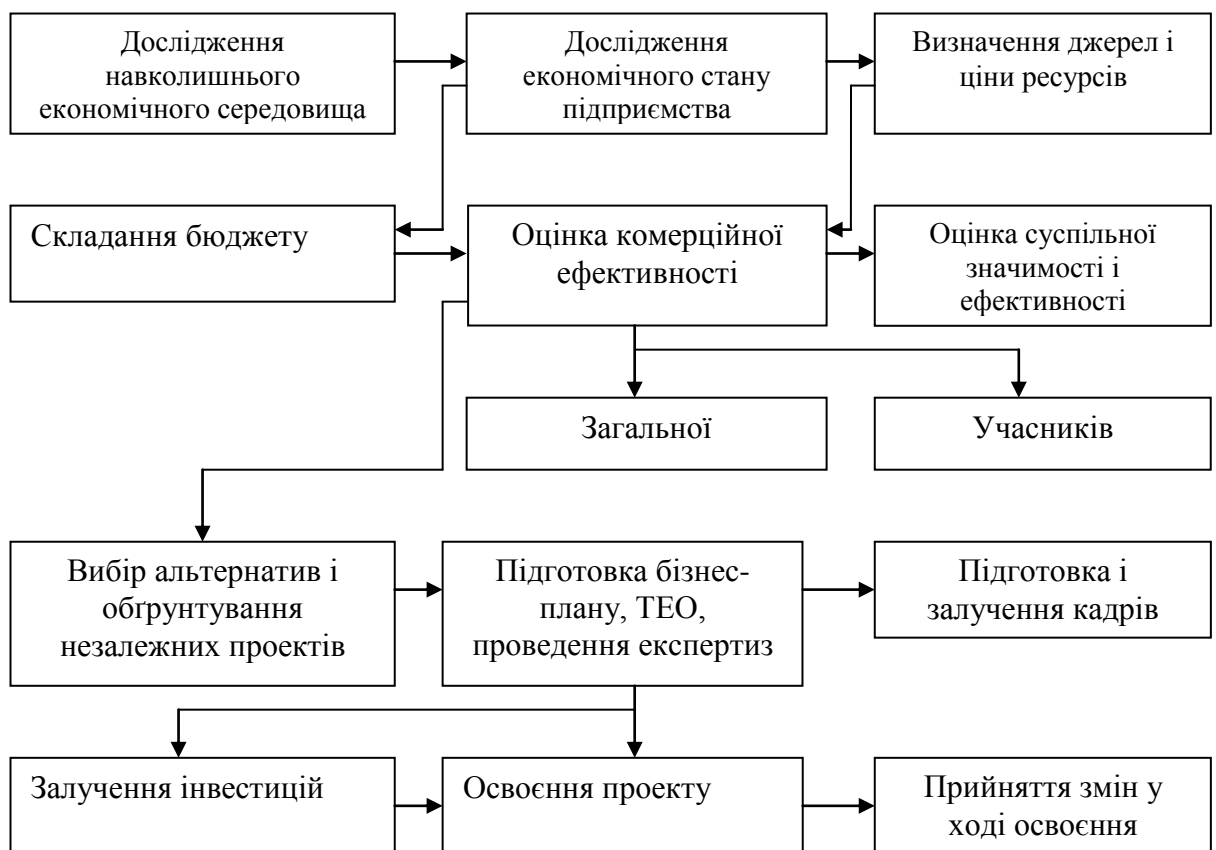 Дослідження
навколишнього
економічного середовища
Дослідження
економічного стану
підприємства
Визначення джерел і
ціни ресурсів
Складання бюджету
Оцінка комерційної
ефективності
Оцінка суспільної
значимості і
ефективності
Загальної
Учасників
Вибір альтернатив і
обґрунтування
незалежних проектів
Підготовка бізнес-
плану, ТЕО,
проведення експертиз
Підготовка і
залучення кадрів
Залучення інвестицій
Освоєння проекту
Прийняття змін у
ході освоєння